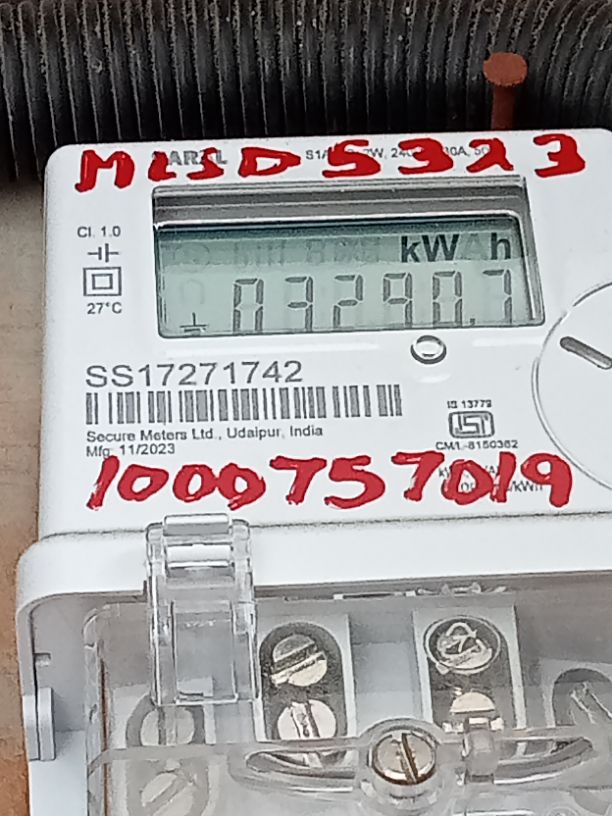 MLSD5323
Cl. 1.0
27°C
kWh
03290.7
SS17271742
Secure Meters Ltd., Udaipur, India
Mfg: 11/2023
IS 13779
ISI
CM/L-8150362
1000757019